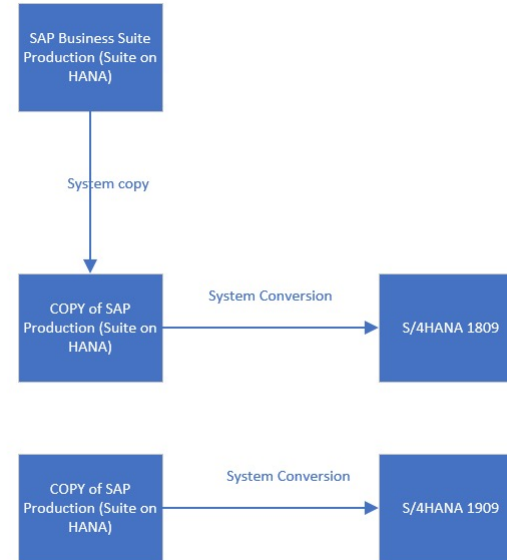 SAP Business Suite
Production (Suite on
HANA)
System copy
COPY of SAP
Production (Suite on
HANA)
System Conversion
S/4HANA 1809
COPY of SAP
Production (Suite on
HANA)
System Conversion
S/4HANA 1909